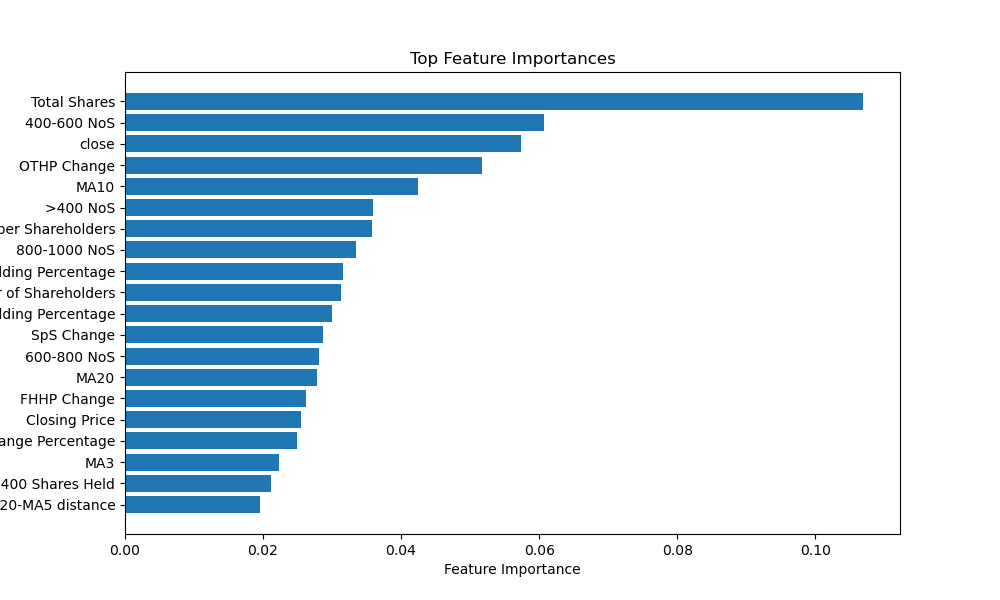 Top Feature Importances
Total Shares
400-600 NoS
close
OTHP Change
MA10
>400 NoS
per Shareholders
800-1000 NoS
lding Percentage
r of Shareholders
lding Percentage
SpS Change
600-800 NoS
MA20
FHHP Change
Closing Price
ange Percentage
MA3
400 Shares Held
20-MA5 distance
0.00 0.02 0.04 0.06 0.08 0.10
Feature Importance